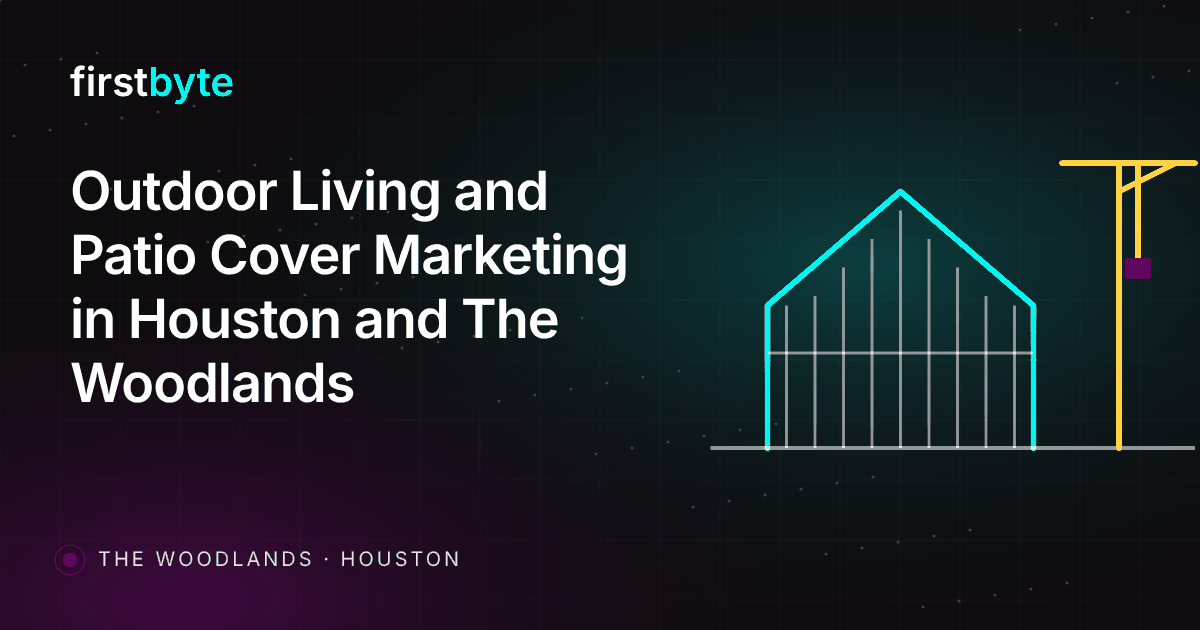 firstbyte
Outdoor Living and
Patio Cover Marketing
in Houston and The
Woodlands
THE WOODLANDS · HOUSTON